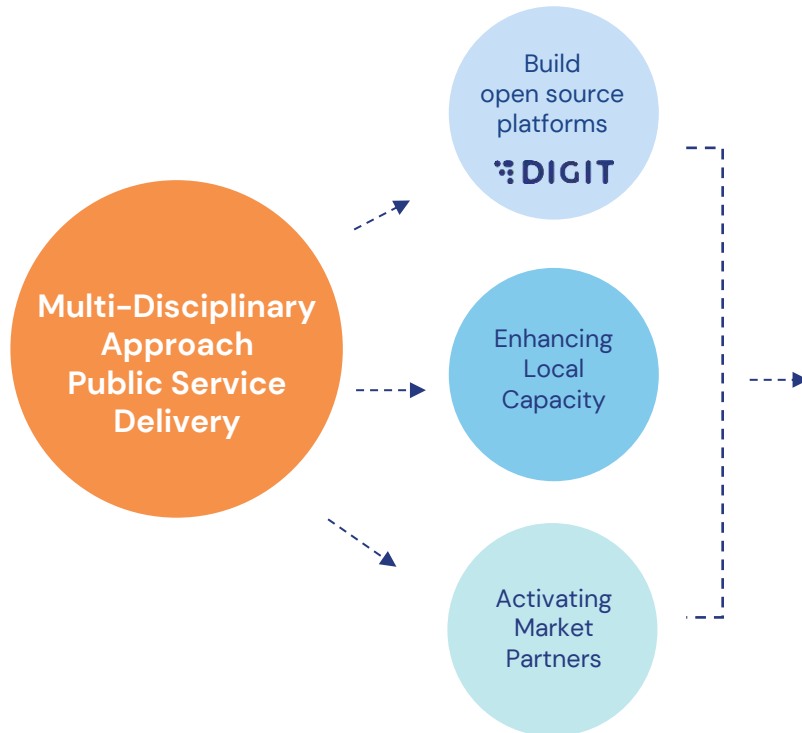 Build
open source
platforms
DIGIT
Multi-Disciplinary
Approach
Public Service
Delivery
Enhancing
Local
Capacity
Activating
Market
Partners